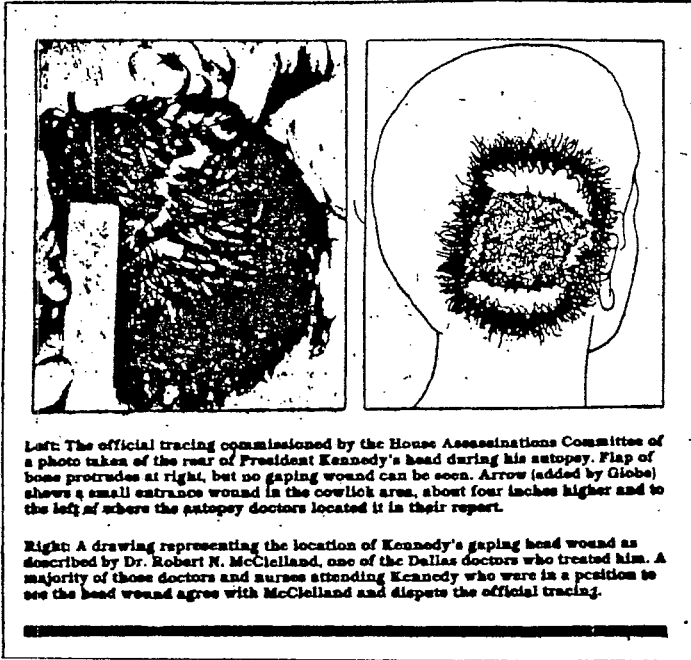 Left: The official tracing commissioned by the House Assassinations Committee of
a photo taken of the rear of President Kennedy's head during his autopsy. Flap of
bone protrudes at right, but no gaping wound can be seen. Arrow (added by Globe)
shows a small entrance wound in the cowlick area, about four inches higher and to
the left of where the autopsy doctors located it in their report.
Right: A drawing representing the location of Kennedy's gaping head wound as
described by Dr. Robert N. McClelland, one of the Dallas doctors who treated him. A
majority of those doctors and nurses attending Kennedy who were in a position to
see the head wound agree with McClelland and dispute the official tracing.